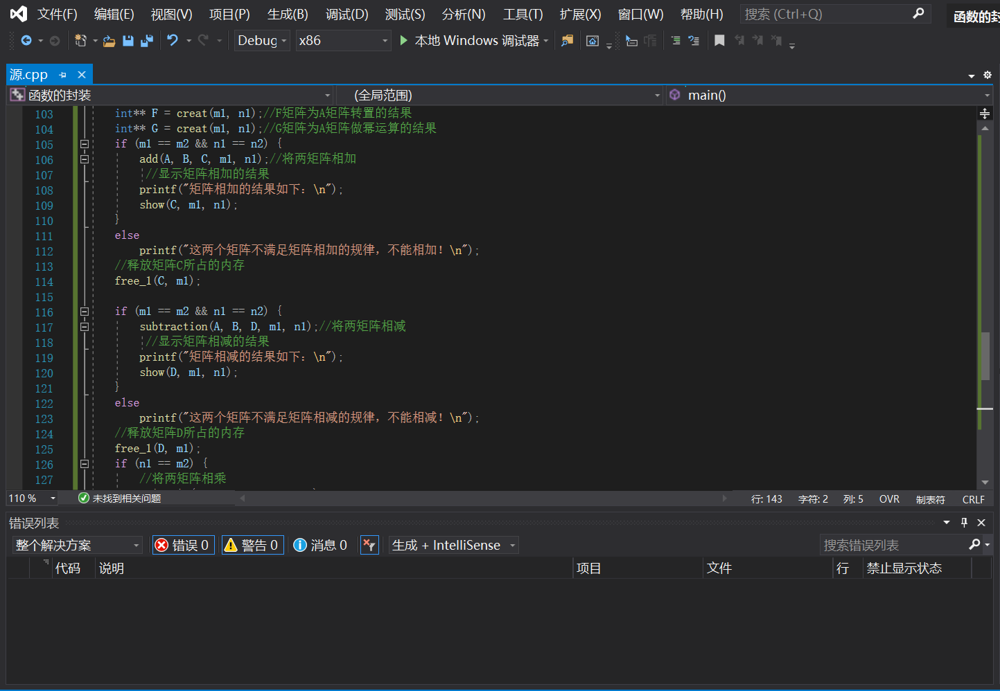 文件(F) 编辑(E) 视图(V) 项目(P) 生成(B) 调试(D) 测试(S) 分析(N) 工具(T) 扩展(X) 窗口(W) 帮助(H) 搜索 (Ctrl+Q) 函数的封
Debug x86 本地 Windows 调试器
源.cpp
函数的封装 (全局范围) main()
103 int** F = creat(m1, n1);//F矩阵为A矩阵转置的结果
104 int** G = creat(m1, n1);//G矩阵为A矩阵做幂运算的结果
105 if (m1 == m2 && n1 == n2) {
106 add(A, B, C, m1, n1);//将两矩阵相加
107 //显示矩阵相加的结果
108 printf("矩阵相加的结果如下：\n");
109 show(C, m1, n1);
110 }
111 else
112 printf("这两个矩阵不满足矩阵相加的规律，不能相加！\n");
113 //释放矩阵C所占的内存
114 free_1(C, m1);
115
116 if (m1 == m2 && n1 == n2) {
117 subtraction(A, B, D, m1, n1);//将两矩阵相减
118 //显示矩阵相减的结果
119 printf("矩阵相减的结果如下：\n");
120 show(D, m1, n1);
121 }
122 else
123 printf("这两个矩阵不满足矩阵相减的规律，不能相减！\n");
124 //释放矩阵D所占的内存
125 free_1(D, m1);
126 if (n1 == m2) {
127 //将两矩阵相乘
110 % 未找到相关问题 行: 143 字符: 2 列: 5 OVR 制表符 CRLF
错误列表
整个解决方案 错误 0 警告 0 消息 0 生成 + IntelliSense 搜索错误列表
代码 说明 项目 文件 行 禁止显示状态